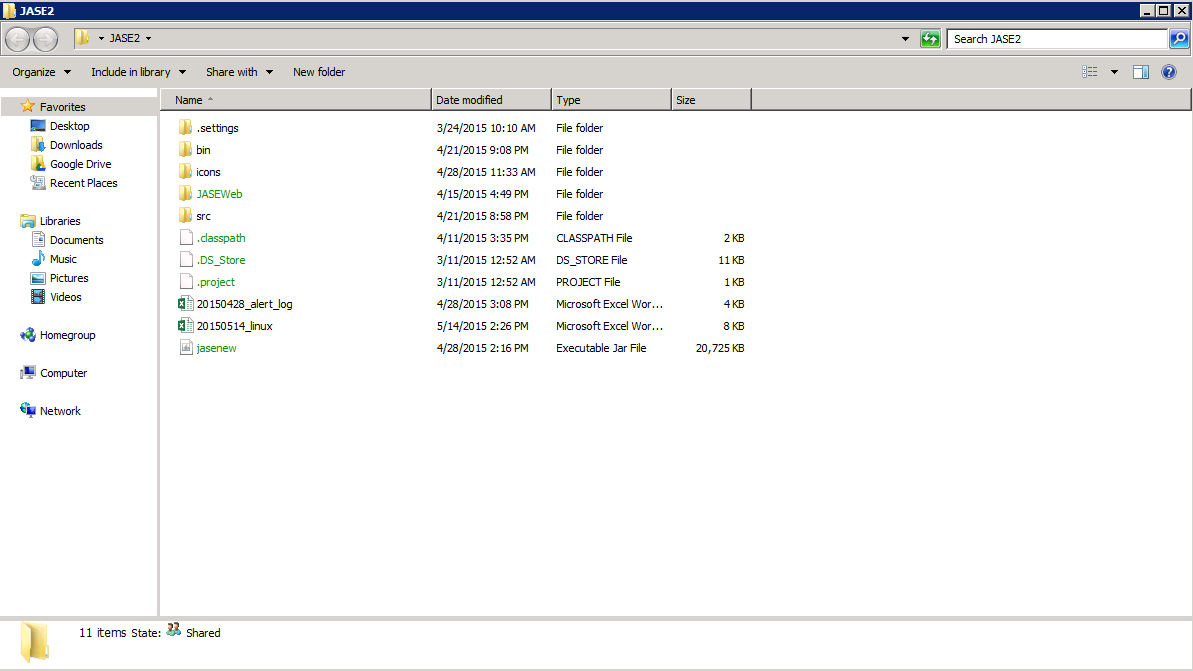 JASE2
JASE2
Search JASE2
Organize Include in library Share with New folder
Favorites
Desktop
Downloads
Google Drive
Recent Places
Libraries
Documents
Music
Pictures
Videos
Homegroup
Computer
Network
Name Date modified Type Size
.settings 3/24/2015 10:10 AM File folder
bin 4/21/2015 9:08 PM File folder
icons 4/28/2015 11:33 AM File folder
JASEWeb 4/15/2015 4:49 PM File folder
src 4/21/2015 8:58 PM File folder
.classpath 4/11/2015 3:35 PM CLASSPATH File 2 KB
.DS_Store 3/11/2015 12:52 AM DS_STORE File 11 KB
.project 3/11/2015 12:52 AM PROJECT File 1 KB
20150428_alert_log 4/28/2015 3:08 PM Microsoft Excel Wor... 4 KB
20150514_linux 5/14/2015 2:26 PM Microsoft Excel Wor... 8 KB
jasenew 4/28/2015 2:16 PM Executable Jar File 20,725 KB
11 items State: Shared